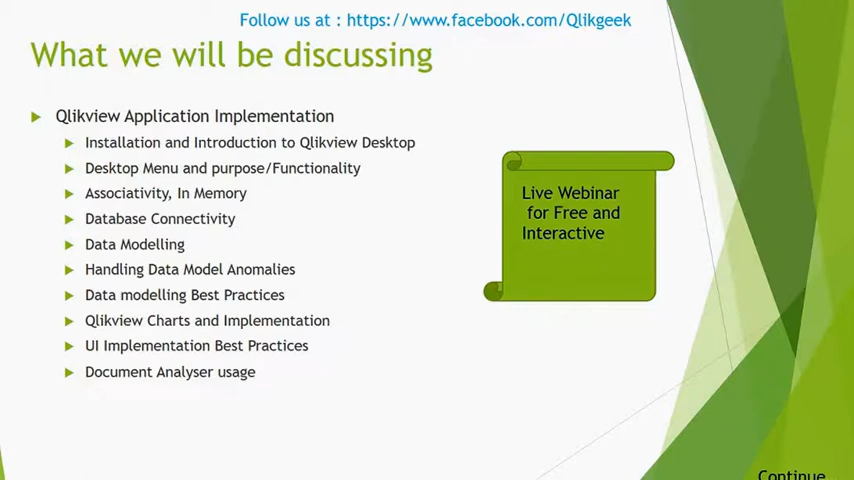 Follow us at : https://www.facebook.com/Qlikgeek
What we will be discussing
Qlikview Application Implementation
Installation and Introduction to Qlikview Desktop
Desktop Menu and purpose/Functionality
Associativity, In Memory
Database Connectivity
Data Modelling
Handling Data Model Anomalies
Data modelling Best Practices
Qlikview Charts and Implementation
UI Implementation Best Practices
Document Analyser usage
Live Webinar
for Free and
Interactive
Continue